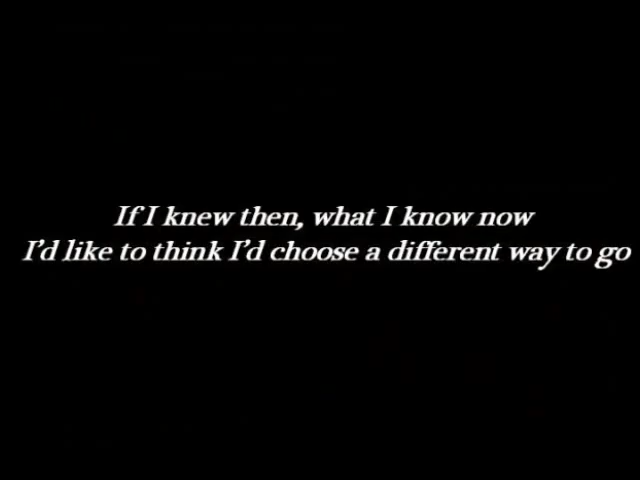 If I knew then, what I know now
I'd like to think I'd choose a different way to go